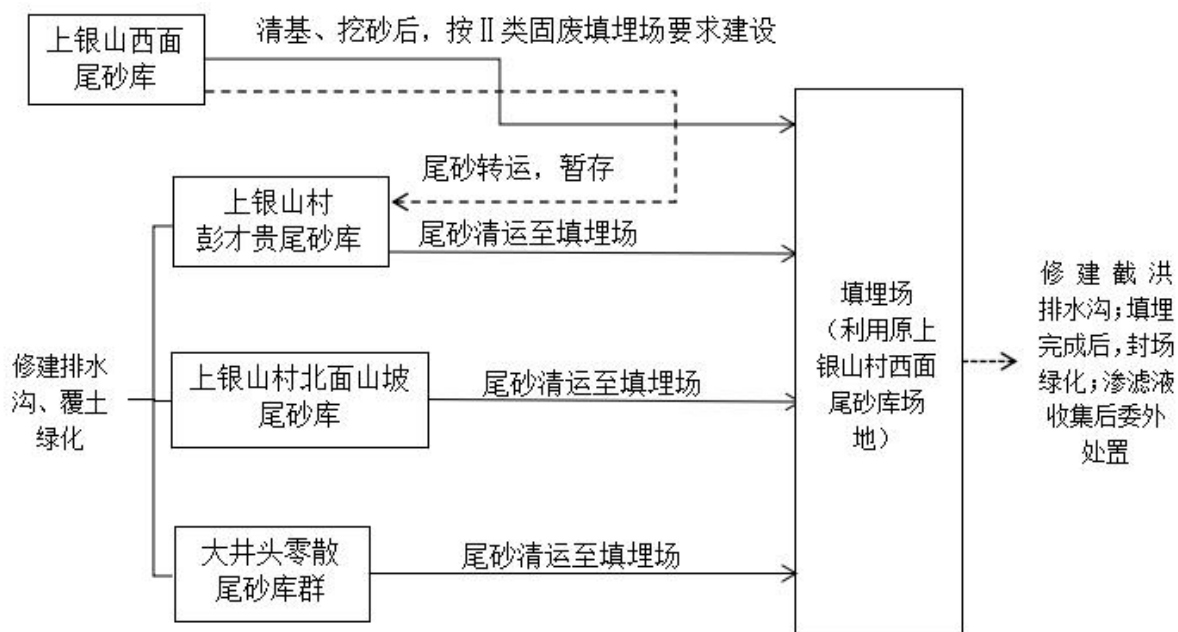 上银山西面
尾砂库
清基、挖砂后，按Ⅱ类固废填埋场要求建设
尾砂转运，暂存
上银山村
彭才贵尾砂库
尾砂清运至填埋场
修建排水
沟、覆土
绿化
上银山村北面山坡
尾砂库
尾砂清运至填埋场
大井头零散
尾砂库群
尾砂清运至填埋场
填埋场
（利用原上
银山村西面
尾砂库场
地）
修建截洪
排水沟；填埋
完成后，封场
绿化；渗滤液
收集后委外
处置